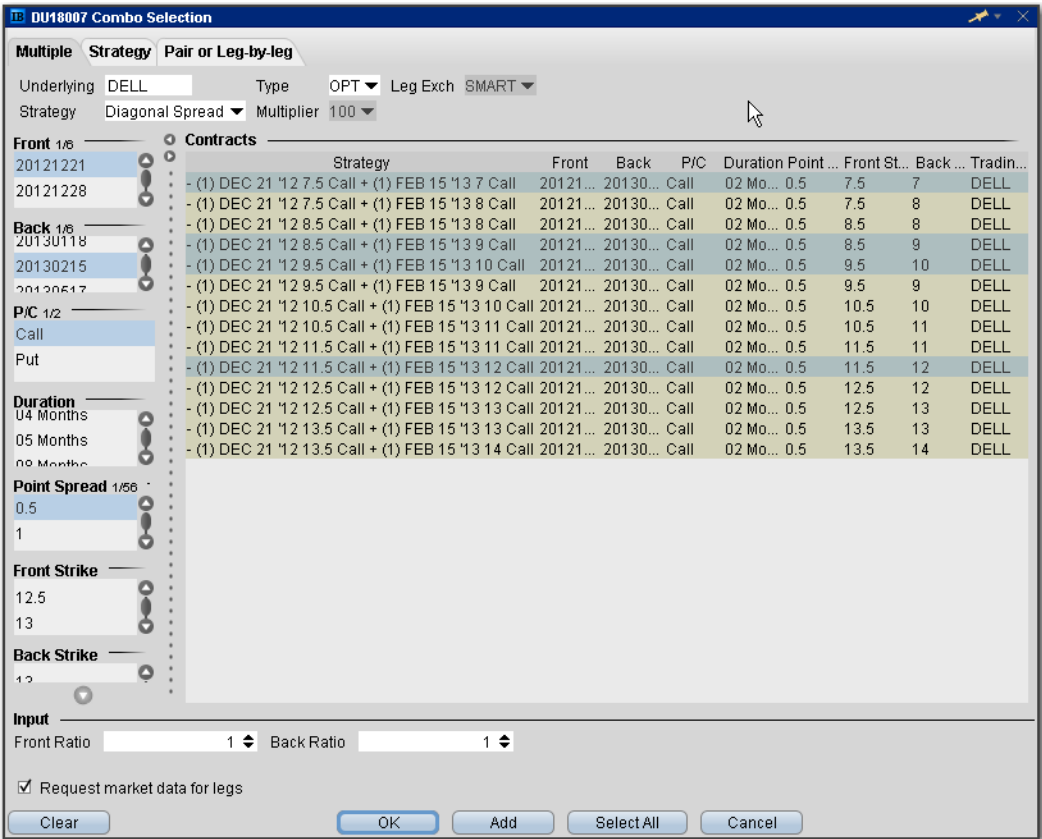 IB DU18007 Combo Selection
Multiple Strategy Pair or Leg-by-leg
Underlying DELL Type OPT Leg Exch SMART
Strategy Diagonal Spread Multiplier 100
Front 1/6
20121221
20121228
Back 1/6
20130118
20130215
20130517
P/C 1/2
Call
Put
Duration
04 Months
05 Months
08 Months
Point Spread 1/56
0.5
1
Front Strike
12.5
13
Back Strike
13
Contracts
Strategy Front Back P/C Duration Point ... Front St... Back ... Tradin...
- (1) DEC 21 '12 7.5 Call + (1) FEB 15 '13 7 Call 20121... 20130... Call 02 Mo... 0.5 7.5 7 DELL
- (1) DEC 21 '12 7.5 Call + (1) FEB 15 '13 8 Call 20121... 20130... Call 02 Mo... 0.5 7.5 8 DELL
- (1) DEC 21 '12 8.5 Call + (1) FEB 15 '13 8 Call 20121... 20130... Call 02 Mo... 0.5 8.5 8 DELL
- (1) DEC 21 '12 8.5 Call + (1) FEB 15 '13 9 Call 20121... 20130... Call 02 Mo... 0.5 8.5 9 DELL
- (1) DEC 21 '12 9.5 Call + (1) FEB 15 '13 10 Call 20121... 20130... Call 02 Mo... 0.5 9.5 10 DELL
- (1) DEC 21 '12 9.5 Call + (1) FEB 15 '13 9 Call 20121... 20130... Call 02 Mo... 0.5 9.5 9 DELL
- (1) DEC 21 '12 10.5 Call + (1) FEB 15 '13 10 Call 20121... 20130... Call 02 Mo... 0.5 10.5 10 DELL
- (1) DEC 21 '12 10.5 Call + (1) FEB 15 '13 11 Call 20121... 20130... Call 02 Mo... 0.5 10.5 11 DELL
- (1) DEC 21 '12 11.5 Call + (1) FEB 15 '13 11 Call 20121... 20130... Call 02 Mo... 0.5 11.5 11 DELL
- (1) DEC 21 '12 11.5 Call + (1) FEB 15 '13 12 Call 20121... 20130... Call 02 Mo... 0.5 11.5 12 DELL
- (1) DEC 21 '12 12.5 Call + (1) FEB 15 '13 12 Call 20121... 20130... Call 02 Mo... 0.5 12.5 12 DELL
- (1) DEC 21 '12 12.5 Call + (1) FEB 15 '13 13 Call 20121... 20130... Call 02 Mo... 0.5 12.5 13 DELL
- (1) DEC 21 '12 13.5 Call + (1) FEB 15 '13 13 Call 20121... 20130... Call 02 Mo... 0.5 13.5 13 DELL
- (1) DEC 21 '12 13.5 Call + (1) FEB 15 '13 14 Call 20121... 20130... Call 02 Mo... 0.5 13.5 14 DELL
Input
Front Ratio 1 Back Ratio 1
Request market data for legs
Clear OK Add Select All Cancel